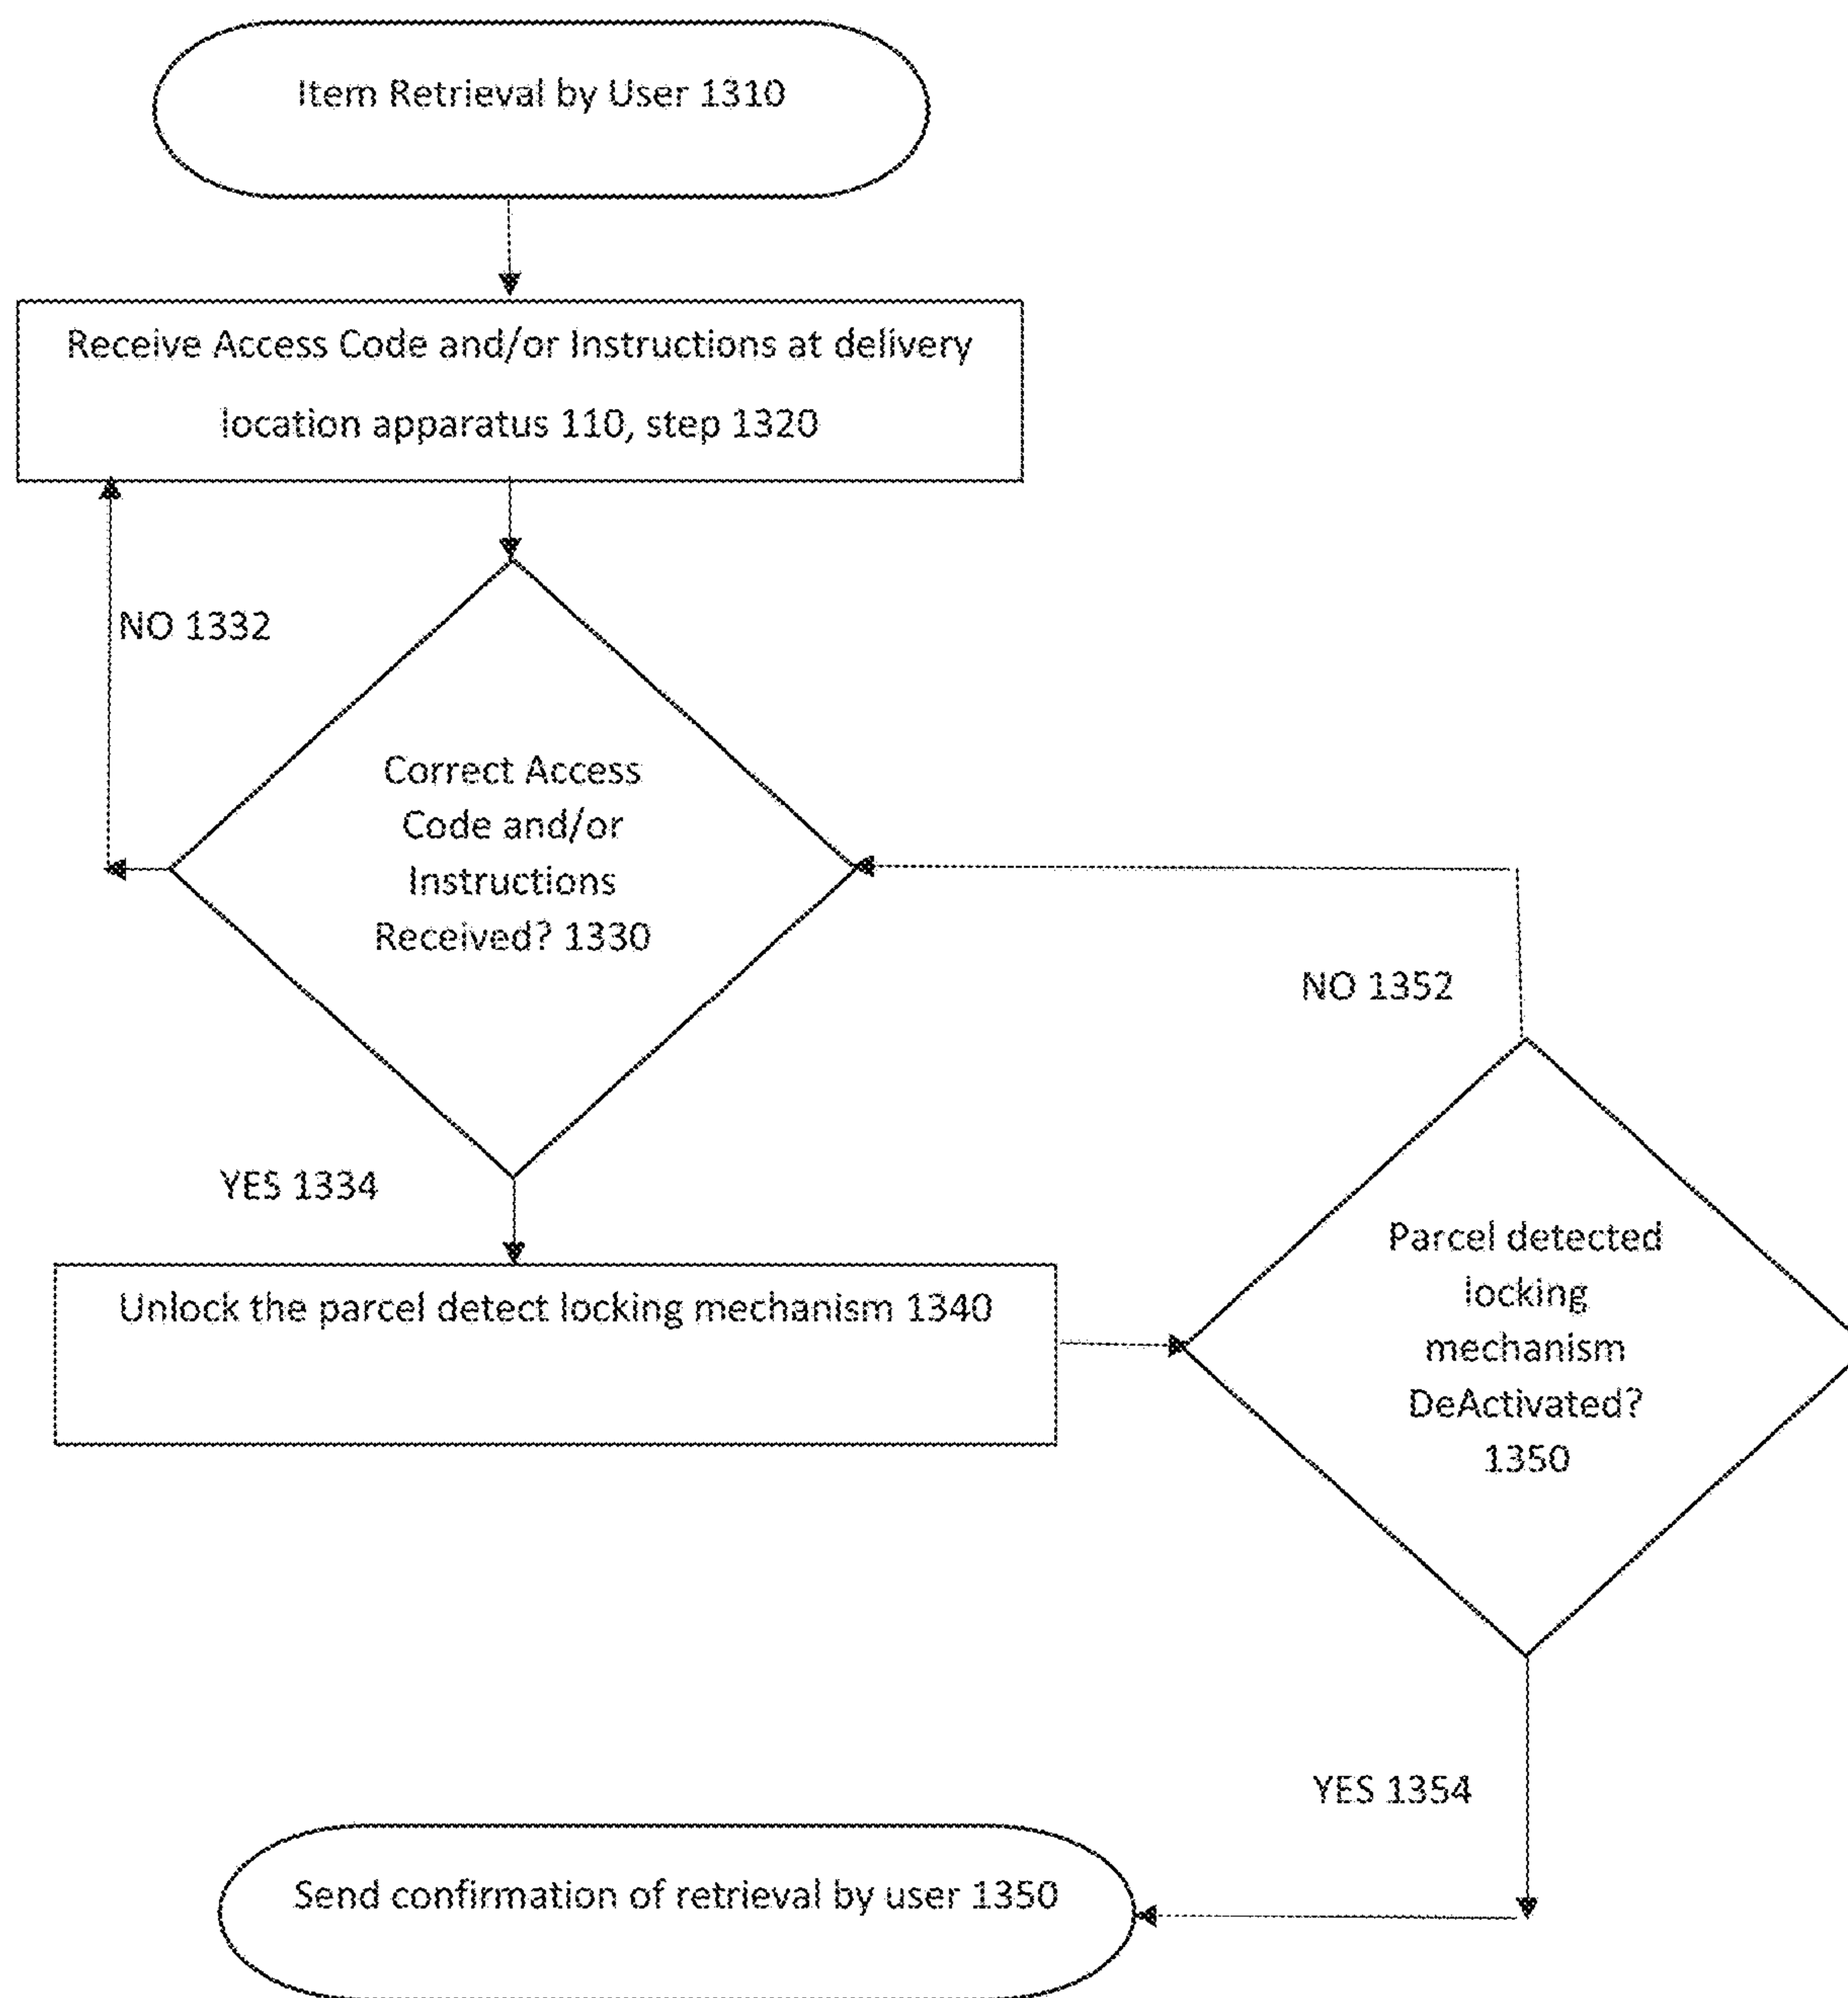 Item Retrieval by User 1310
Receive Access Code and/or Instructions at delivery
location apparatus 110, step 1320
NO 1332
Correct Access
Code and/or
Instructions
Received? 1330
NO 1352
YES 1334
Unlock the parcel detect locking mechanism 1340
Parcel detected
locking
mechanism
DeActivated?
1350
YES 1354
Send confirmation of retrieval by user 1350